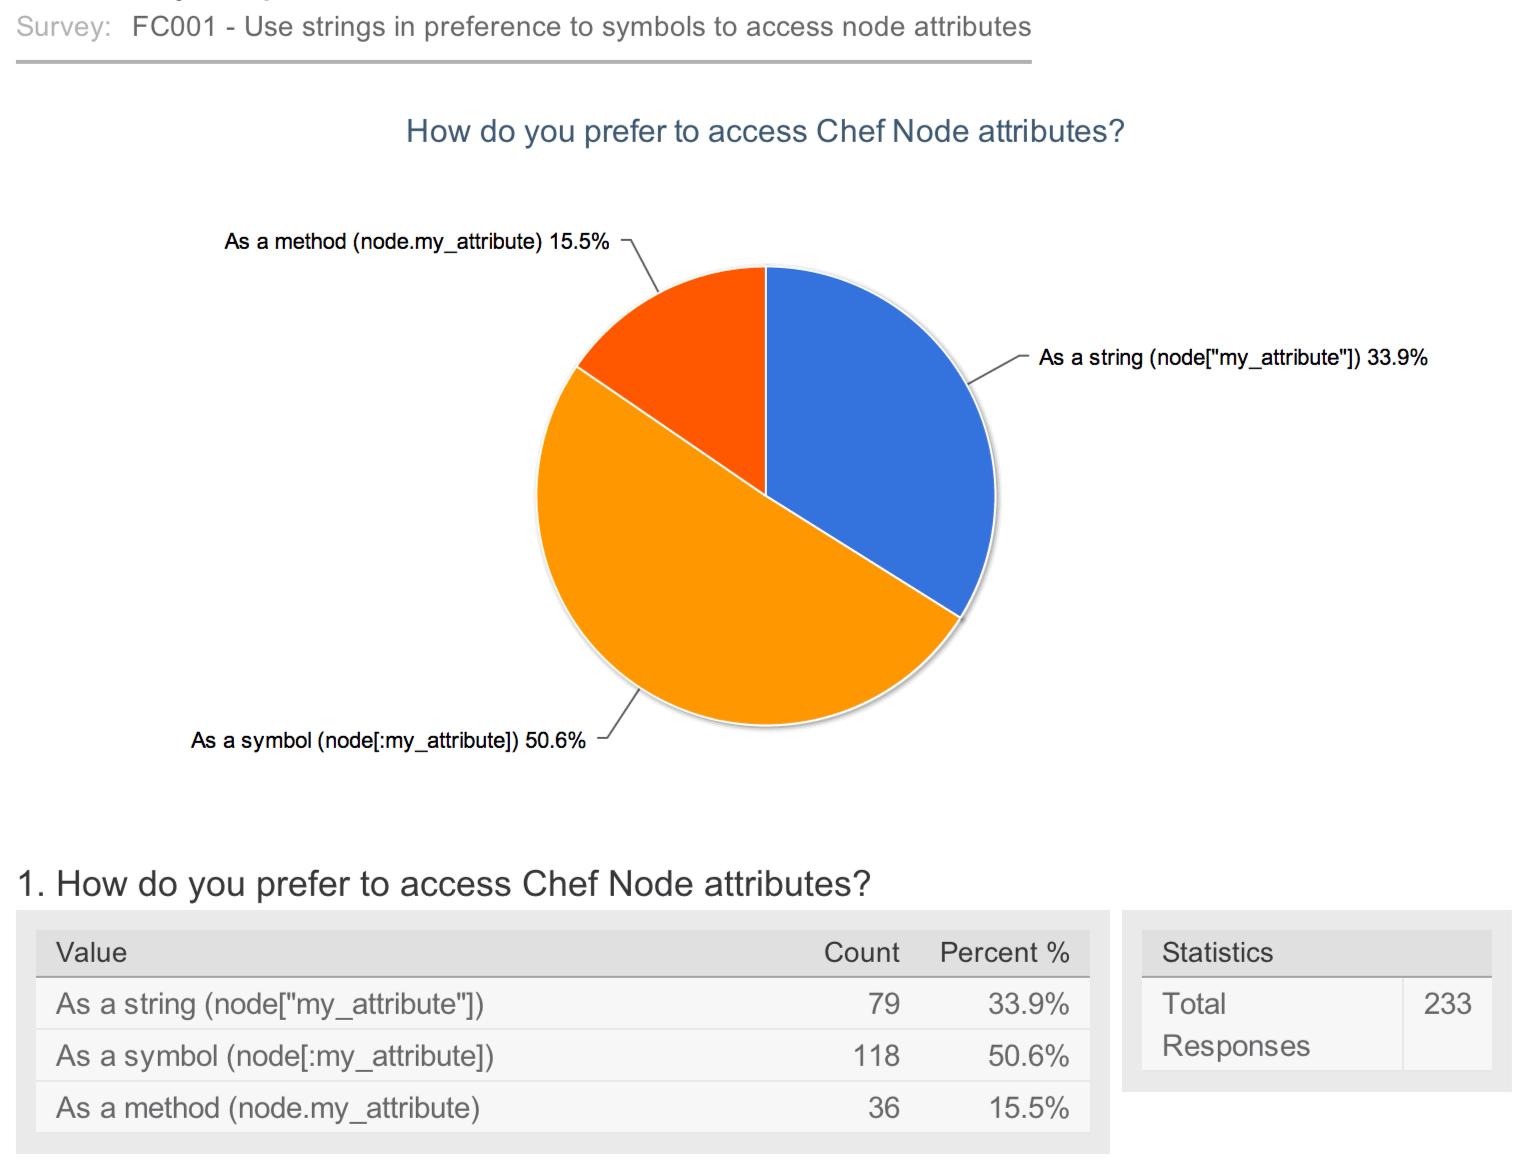 Survey: FC001 - Use strings in preference to symbols to access node attributes
How do you prefer to access Chef Node attributes?
As a method (node.my_attribute) 15.5%
As a string (node["my_attribute"]) 33.9%
As a symbol (node[:my_attribute]) 50.6%
1. How do you prefer to access Chef Node attributes?
Value Count Percent %
As a string (node["my_attribute"]) 79 33.9%
As a symbol (node[:my_attribute]) 118 50.6%
As a method (node.my_attribute) 36 15.5%
Statistics
Total 233
Responses